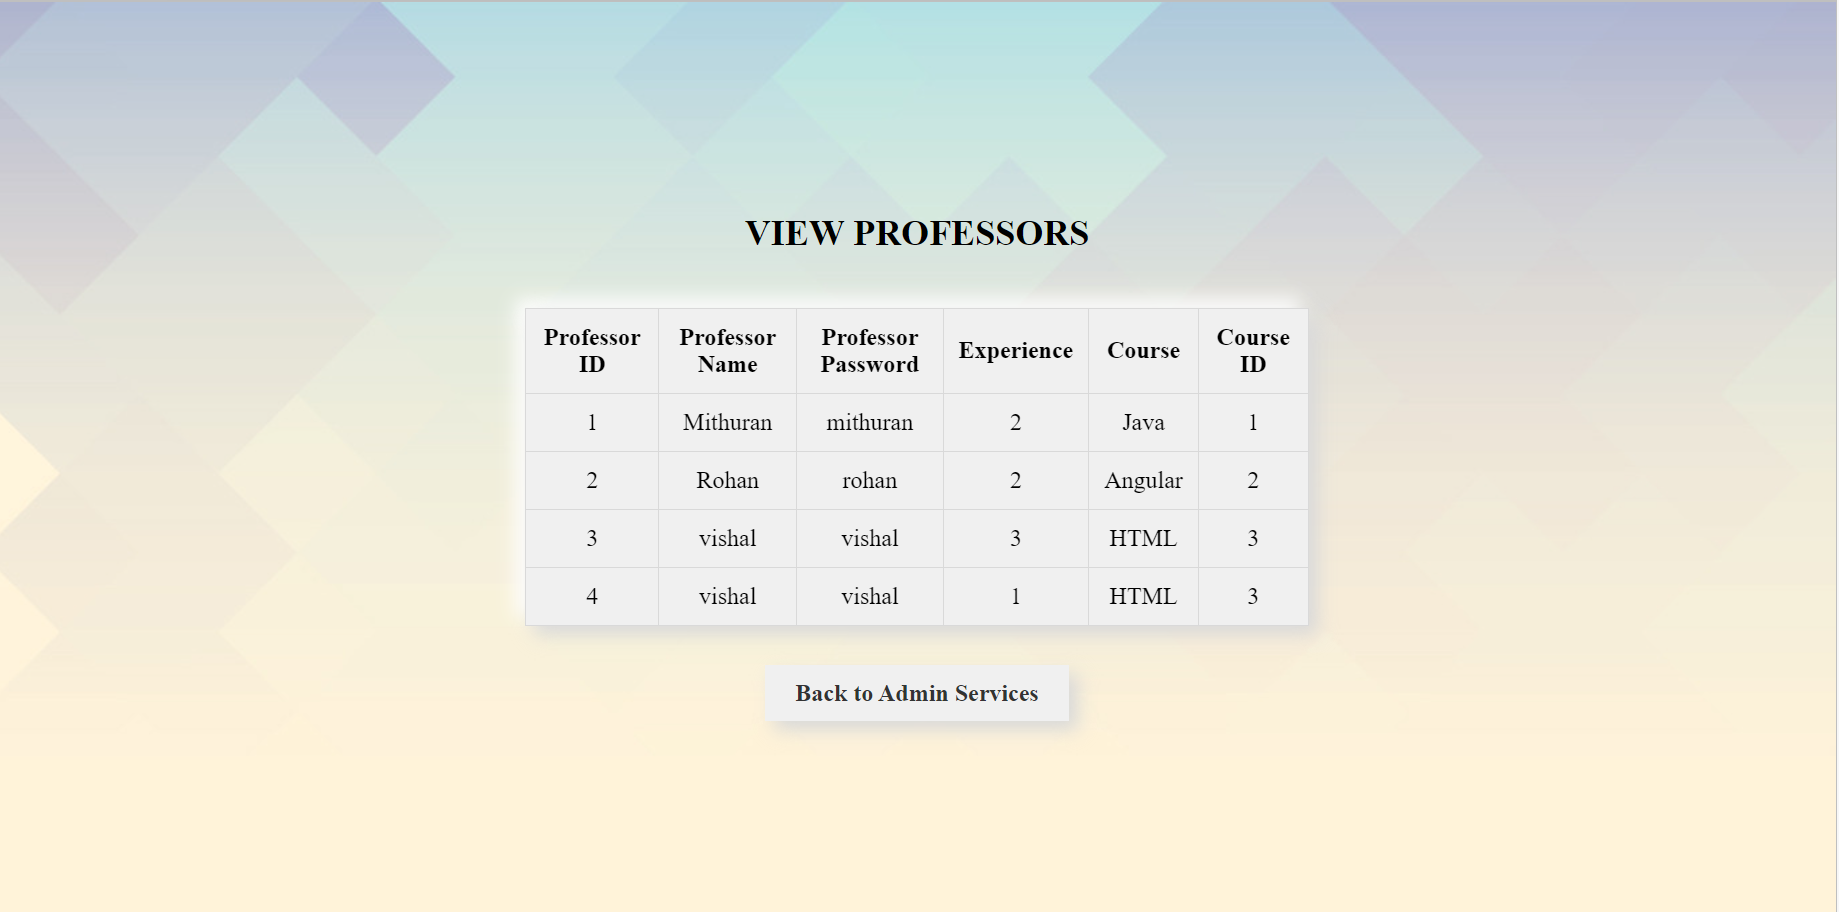 VIEW PROFESSORS
Professor ID Professor Name Professor Password Experience Course Course ID
1 Mithuran mithuran 2 Java 1
2 Rohan rohan 2 Angular 2
3 vishal vishal 3 HTML 3
4 vishal vishal 1 HTML 3
Back to Admin Services